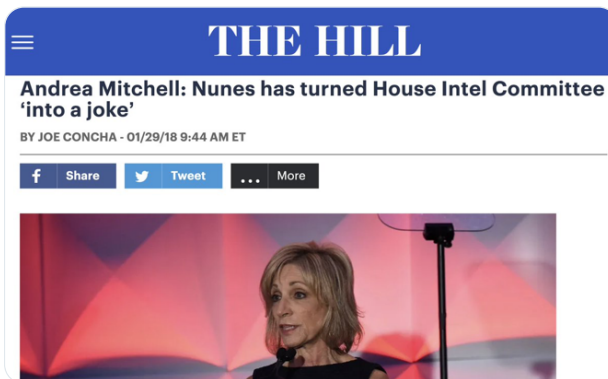 THE HILL
Andrea Mitchell: Nunes has turned House Intel Committee
‘into a joke’
BY JOE CONCHA - 01/29/18 9:44 AM ET
f Share Tweet ... More